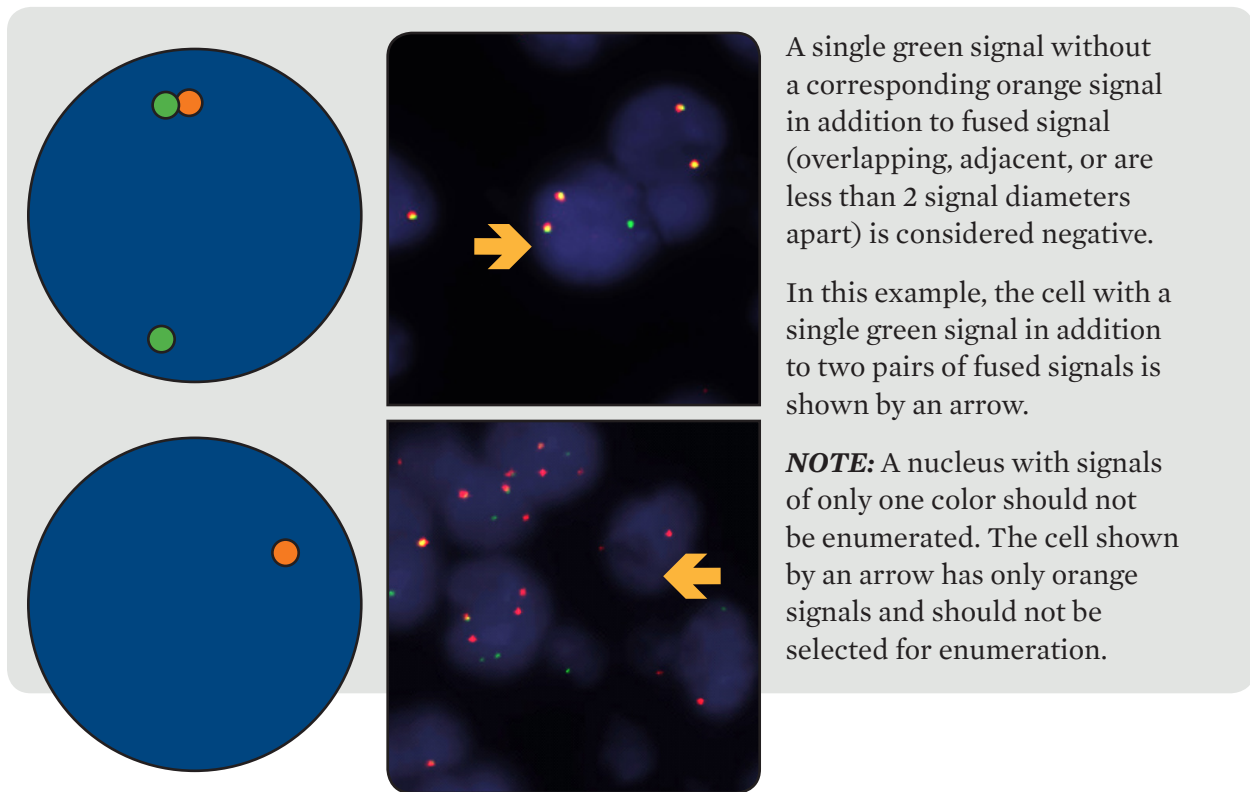 A single green signal without
a corresponding orange signal
in addition to fused signal
(overlapping, adjacent, or are
less than 2 signal diameters
apart) is considered negative.
In this example, the cell with a
single green signal in addition
to two pairs of fused signals is
shown by an arrow.
NOTE: A nucleus with signals
of only one color should not
be enumerated. The cell shown
by an arrow has only orange
signals and should not be
selected for enumeration.